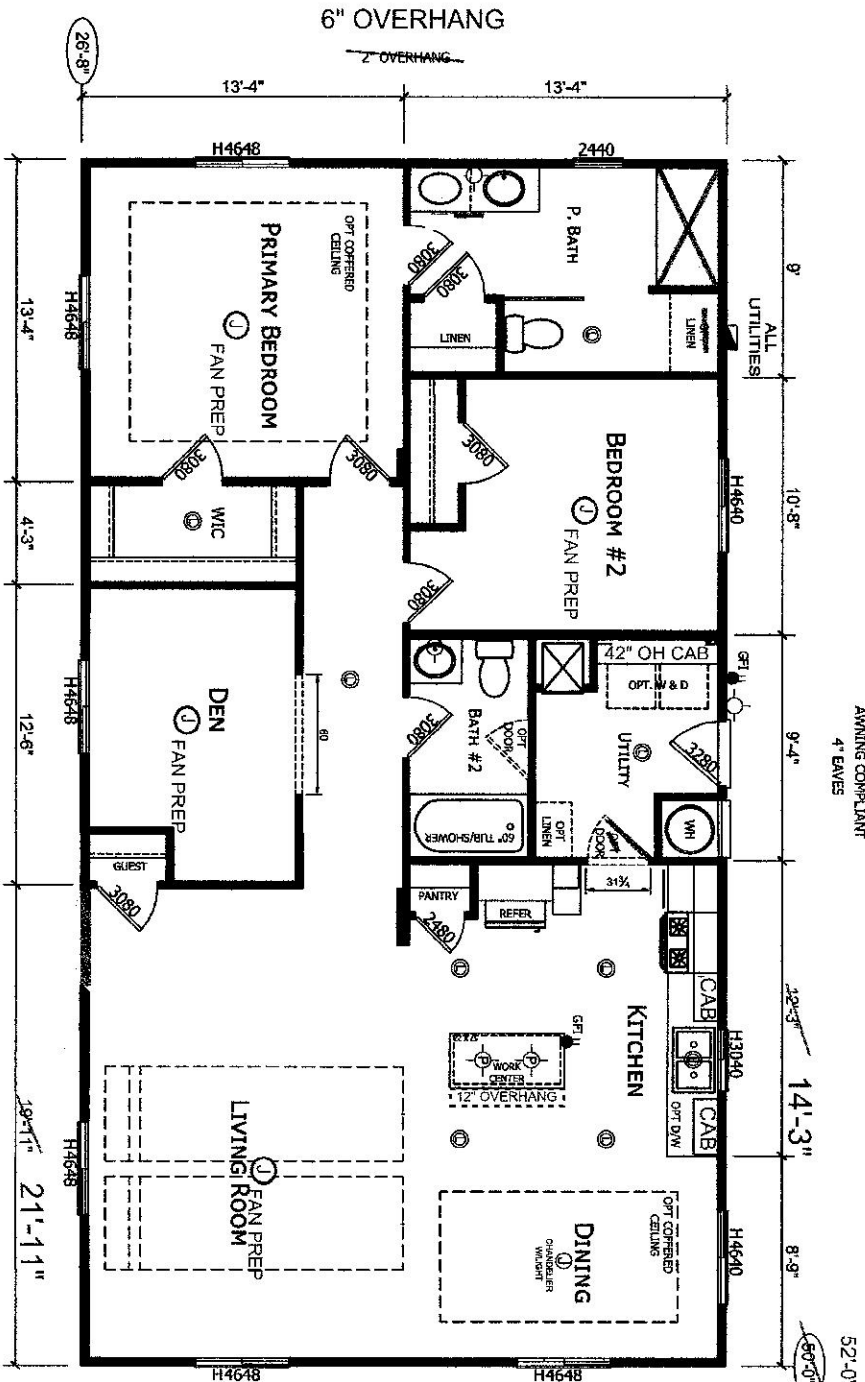 6" OVERHANG
2" OVERHANG
26'-8"
13'-4"
13'-4"
H4648
2440
9'
ALL
UTILITIES
10'-8"
9'-4"
12'-3"
14'-3"
8'-9"
50'-0"
52'-0"
AWNING COMPLIANT
4" EAVES
13'-4"
4'-3"
12'-6"
19'-11"
21'-11"
P. BATH
3080
3080
LINEN
LINEN
OPT COFFERED
CEILING
PRIMARY BEDROOM
J
FAN PREP
H4648
3080
3080
WIC
BEDROOM #2
J
FAN PREP
3080
3080
H4640
DEN
J
FAN PREP
H4648
60
GUEST
3080
BATH #2
3080
OPT
DOOR
60" TUB/SHOWER
42" OH CAB
OPT. W & D
UTILITY
3280
GFI
WH
OPT
LINEN
DOOR
31¾
PANTRY
2480
REFER
KITCHEN
CAB
CAB
OPT D/W
H3040
GFI
P
P
WORK
CENTER
12" OVERHANG
LIVING ROOM
J
FAN PREP
H4648
OPT COFFERED
CEILING
DINING
J
CHANDELIER
W/LIGHT
H4640
H4648
H4648